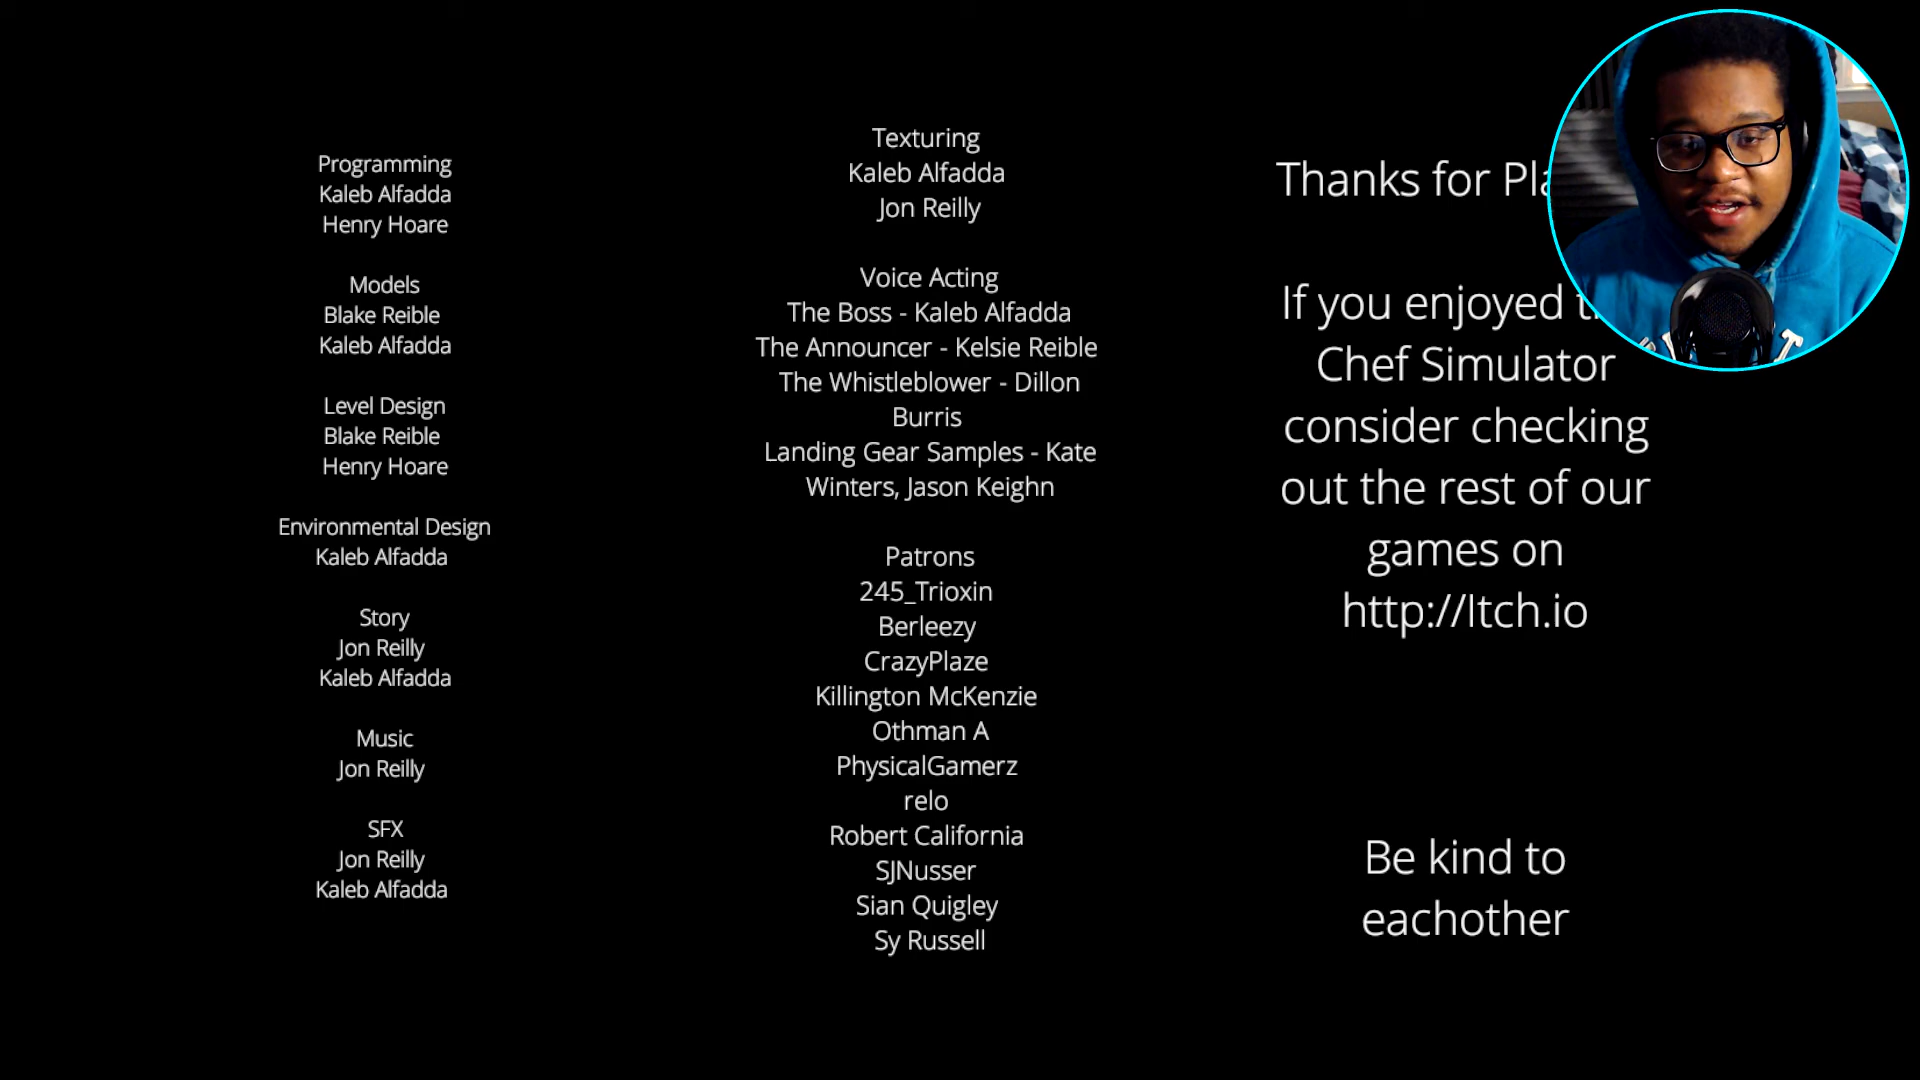 Programming
Kaleb Alfadda
Henry Hoare
Models
Blake Reible
Kaleb Alfadda
Level Design
Blake Reible
Henry Hoare
Environmental Design
Kaleb Alfadda
Story
Jon Reilly
Kaleb Alfadda
Music
Jon Reilly
SFX
Jon Reilly
Kaleb Alfadda
Texturing
Kaleb Alfadda
Jon Reilly
Voice Acting
The Boss - Kaleb Alfadda
The Announcer - Kelsie Reible
The Whistleblower - Dillon
Burris
Landing Gear Samples - Kate
Winters, Jason Keighn
Patrons
245_Trioxin
Berleezy
CrazyPlaze
Killington McKenzie
Othman A
PhysicalGamerz
relo
Robert California
SJNusser
Sian Quigley
Sy Russell
Thanks for
If you enjoyed
Chef Simulator
consider checking
out the rest of our
games on
http://Itch.io
Be kind to
eachother